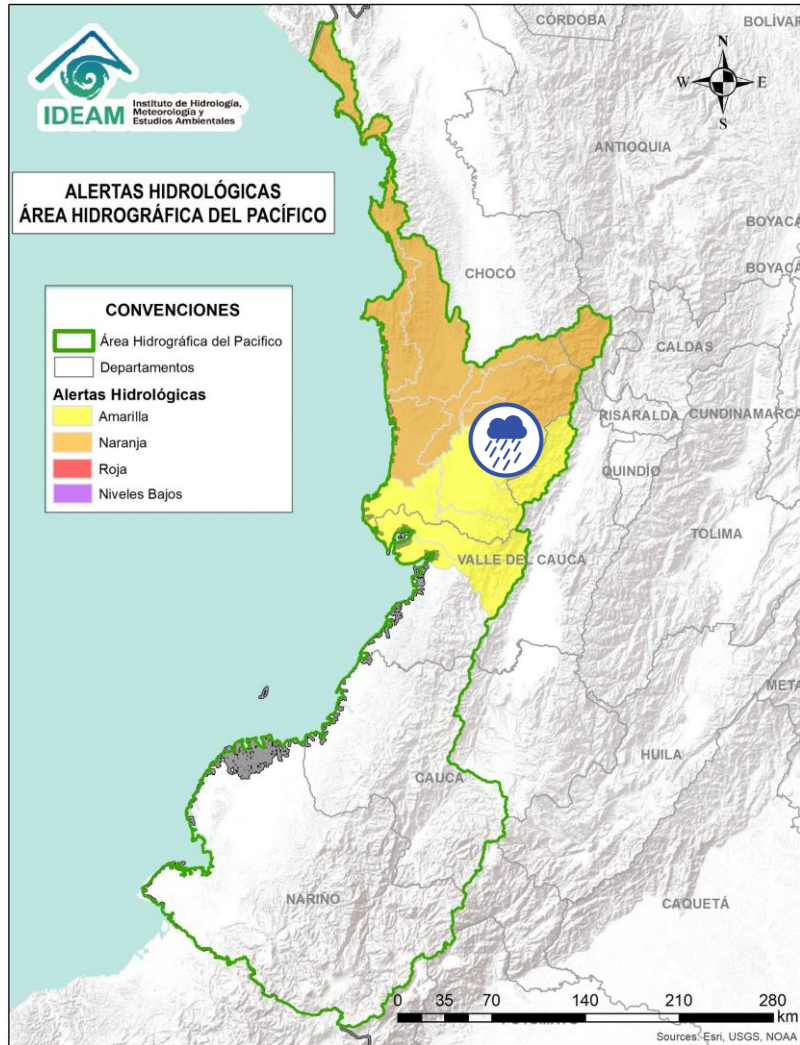 IDEAM
Instituto de Hidrología,
Meteorología y
Estudios Ambientales
ALERTAS HIDROLÓGICAS
ÁREA HIDROGRÁFICA DEL PACÍFICO
CONVENCIONES
Área Hidrográfica del Pacifico
Departamentos
Alertas Hidrológicas
Amarilla
Naranja
Roja
Niveles Bajos
N
W E
S
CÓRDOBA
BOLÍVAR
ANTIOQUIA
BOYACÁ
BOYACÁ
CHOCÓ
CALDAS
RISARALDA
CUNDINAMARCA
QUINDÍO
TOLIMA
VALLE DEL CAUCA
META
HUILA
CAUCA
NARIÑO
CAQUETÁ
0 35 70 140 210 280
km
Sources: Esri, USGS, NOAA